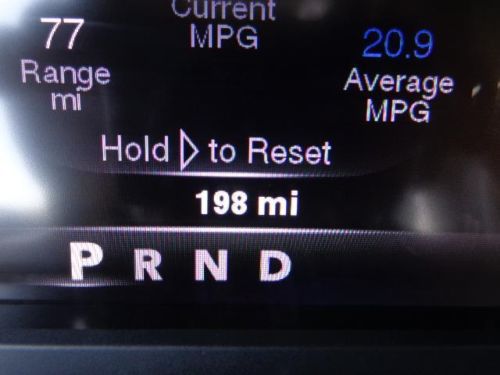 Current
77
MPG
20.9
Range
mi
Average
MPG
Hold ▷ to Reset
198 mi
P R N D